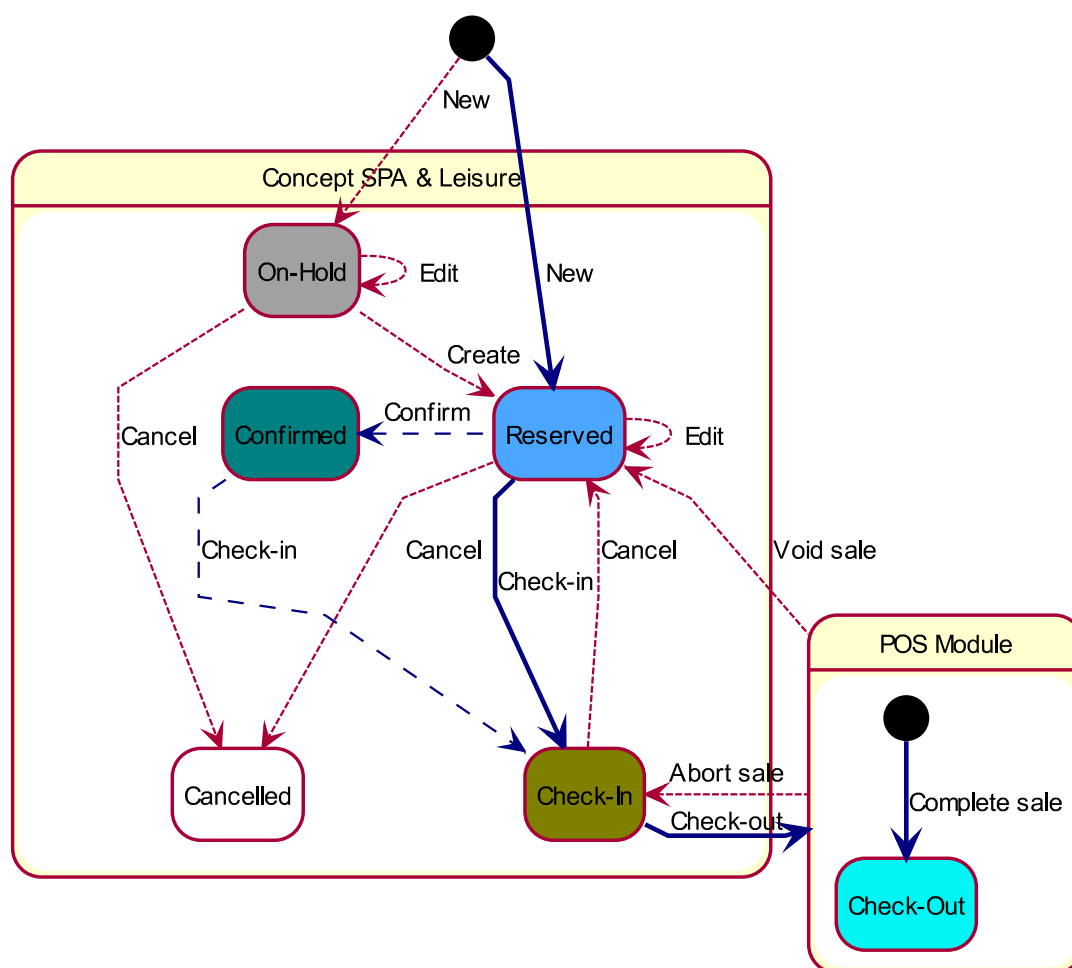 New
Concept SPA & Leisure
On-Hold
Edit
New
Create
Confirmed
Confirm
Reserved
Edit
Cancel
Check-in
Cancel
Check-in
Cancel
Void sale
POS Module
Cancelled
Check-In
Abort sale
Check-out
Complete sale
Check-Out